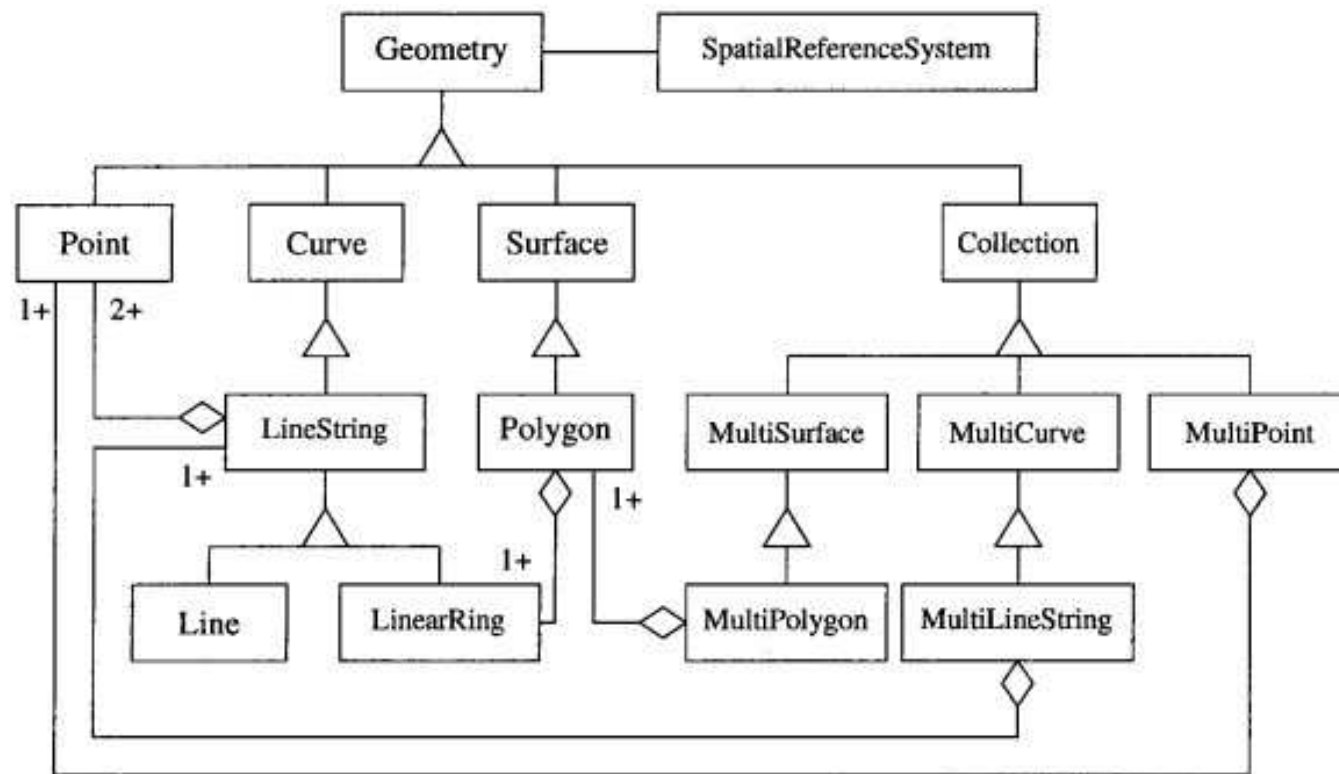 Geometry
SpatialReferenceSystem
Point
Curve
Surface
Collection
1+
2+
LineString
Polygon
MultiSurface
MultiCurve
MultiPoint
1+
1+
1+
Line
LinearRing
MultiPolygon
MultiLineString